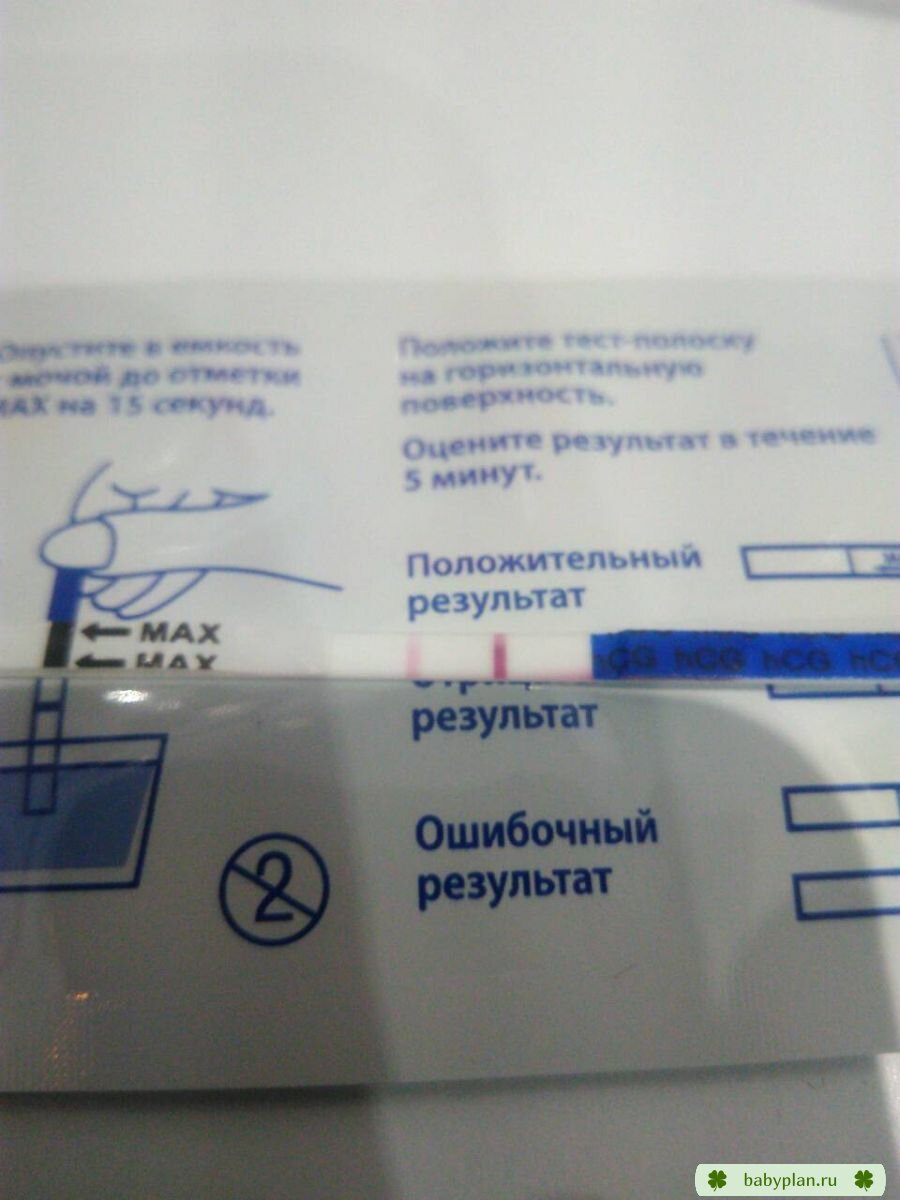 Опустите в емкость
с мочой до отметки
MAX на 15 секунд.
Положите тест-полоску
на горизонтальную
поверхность.
Оцените результат в течение
5 минут.
Положительный
результат
MAX
MAX
hCG hCG hCG hCG
результат
Ошибочный
результат
2
babyplan.ru